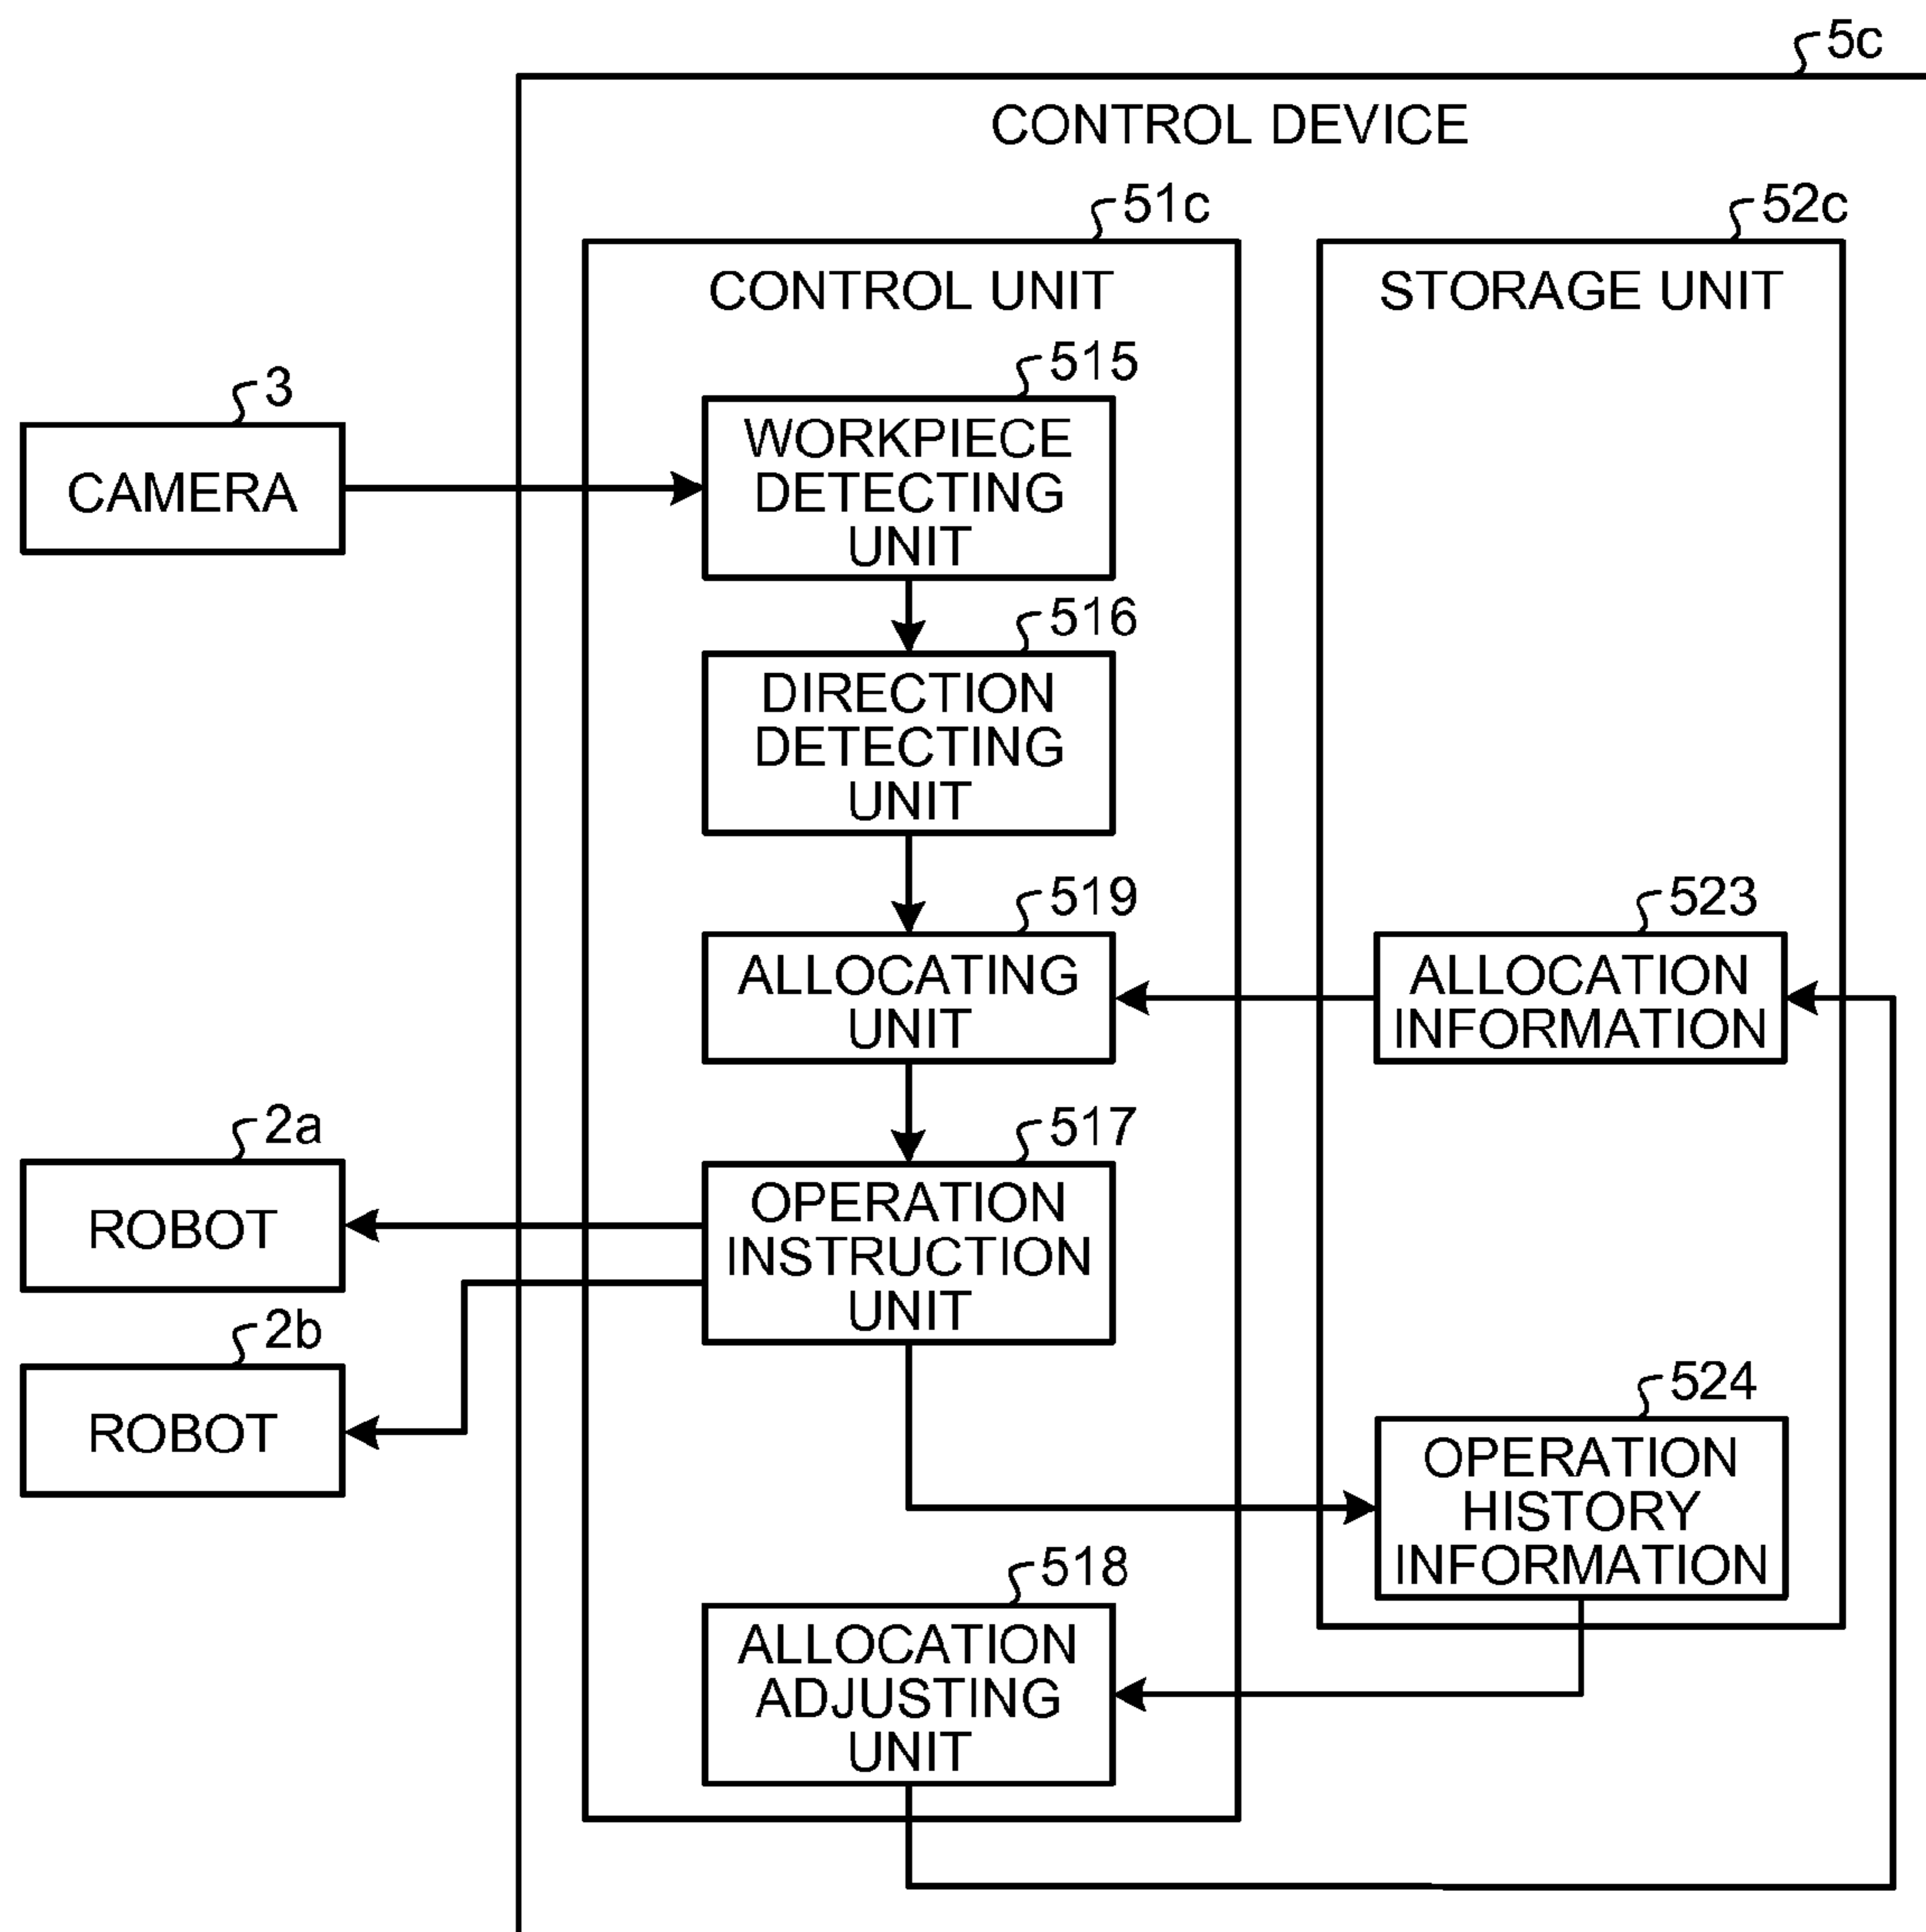 5c
CONTROL DEVICE
51c
52c
CONTROL UNIT
STORAGE UNIT
515
WORKPIECE
DETECTING
UNIT
3
CAMERA
516
DIRECTION
DETECTING
UNIT
519
ALLOCATING
UNIT
523
ALLOCATION
INFORMATION
2a
ROBOT
517
OPERATION
INSTRUCTION
UNIT
2b
ROBOT
524
OPERATION
HISTORY
INFORMATION
518
ALLOCATION
ADJUSTING
UNIT